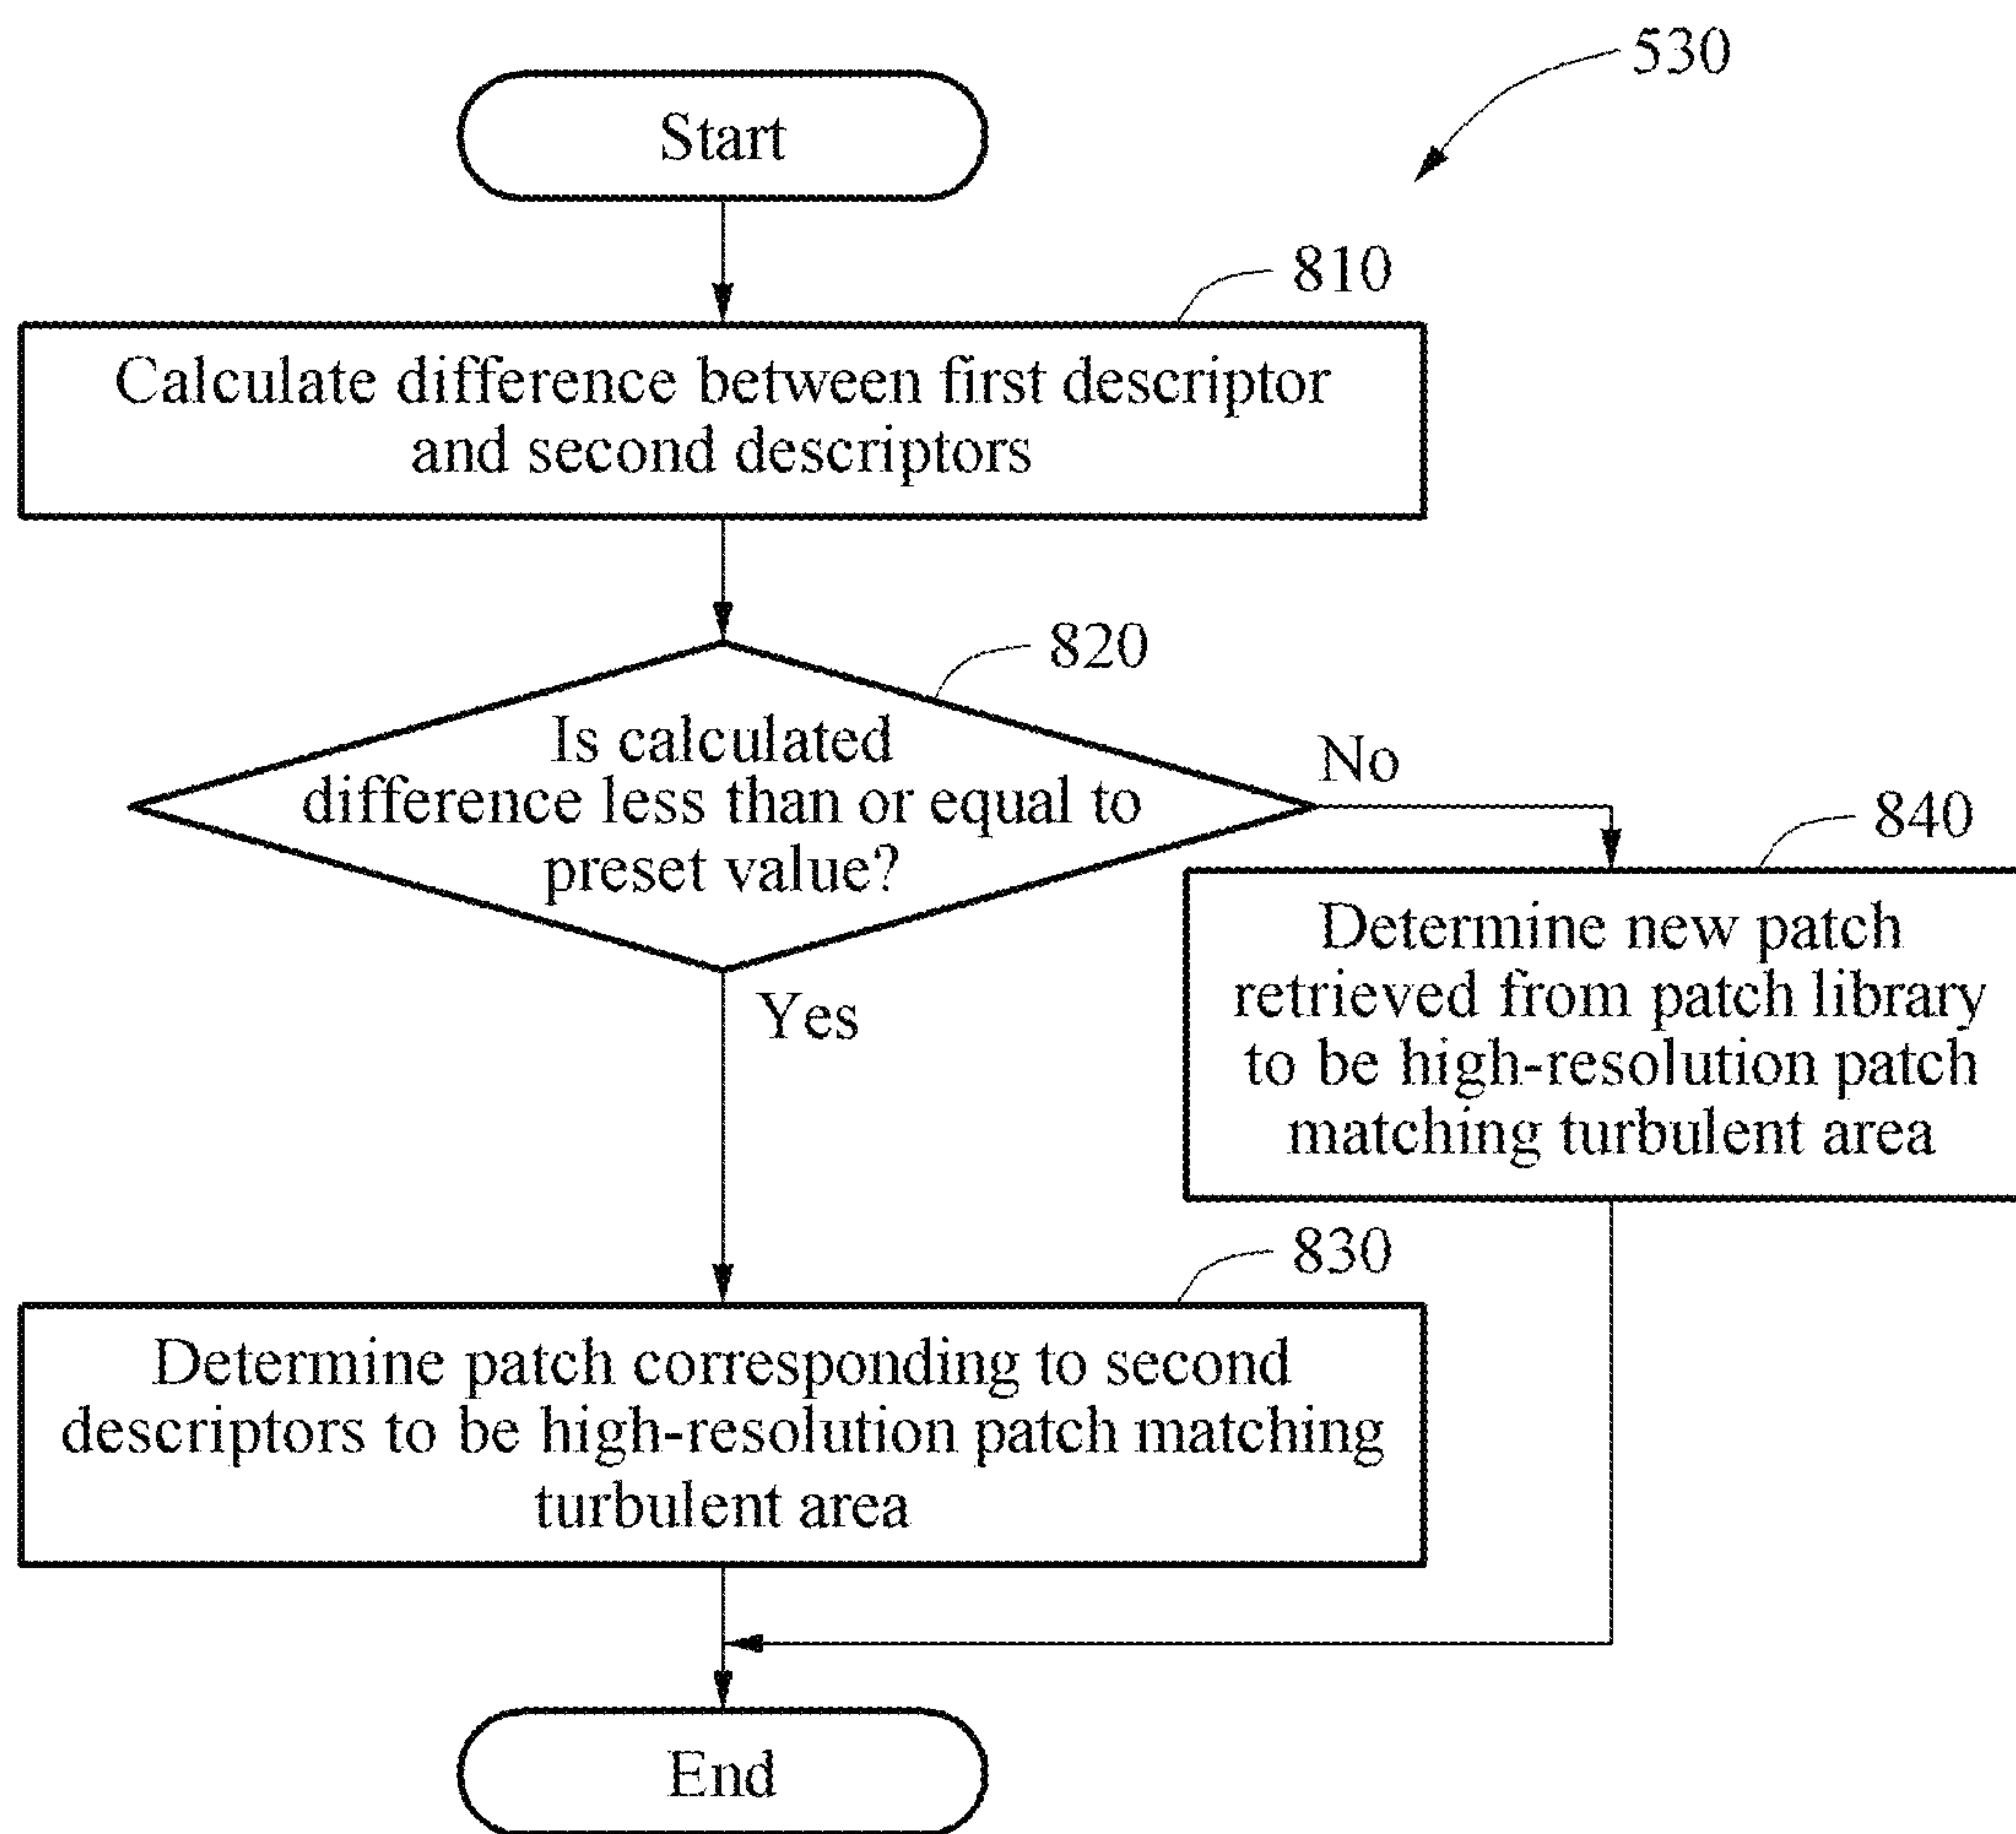 530
Start
810
Calculate difference between first descriptor
and second descriptors
820
Is calculated
difference less than or equal to
preset value?
No
840
Determine new patch
retrieved from patch library
to be high-resolution patch
matching turbulent area
Yes
830
Determine patch corresponding to second
descriptors to be high-resolution patch matching
turbulent area
End